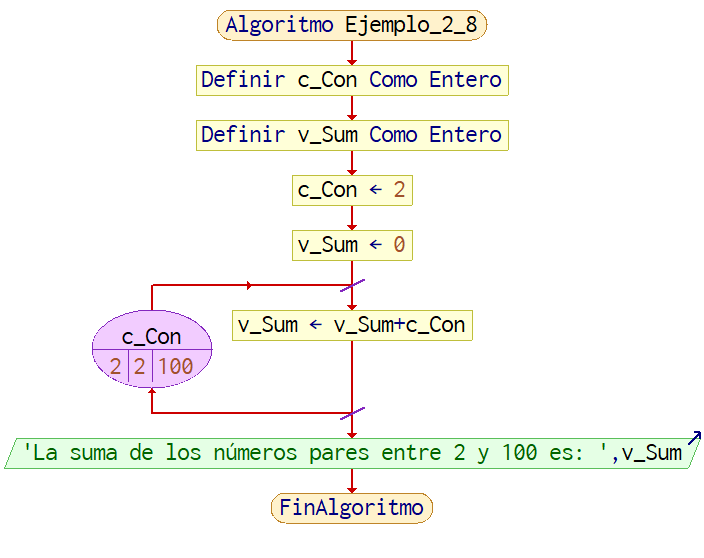 Algoritmo Ejemplo_2_8
Definir c_Con Como Entero
Definir v_Sum Como Entero
c_Con ← 2
v_Sum ← 0
v_Sum ← v_Sum+c_Con
c_Con
2 2 100
'La suma de los números pares entre 2 y 100 es: ',v_Sum
FinAlgoritmo